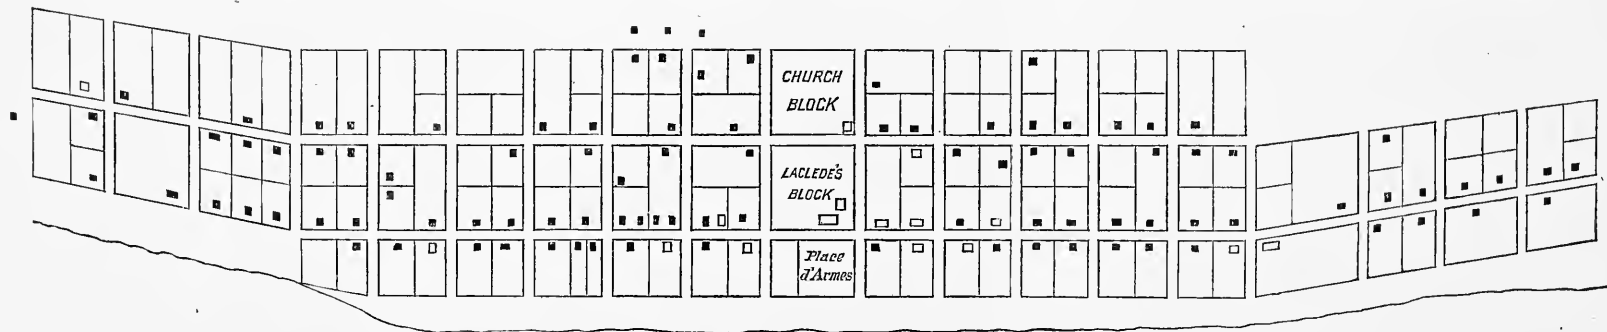 CHURCH
BLOCK
LACLEDE'S
BLOCK
Place
d'Armes